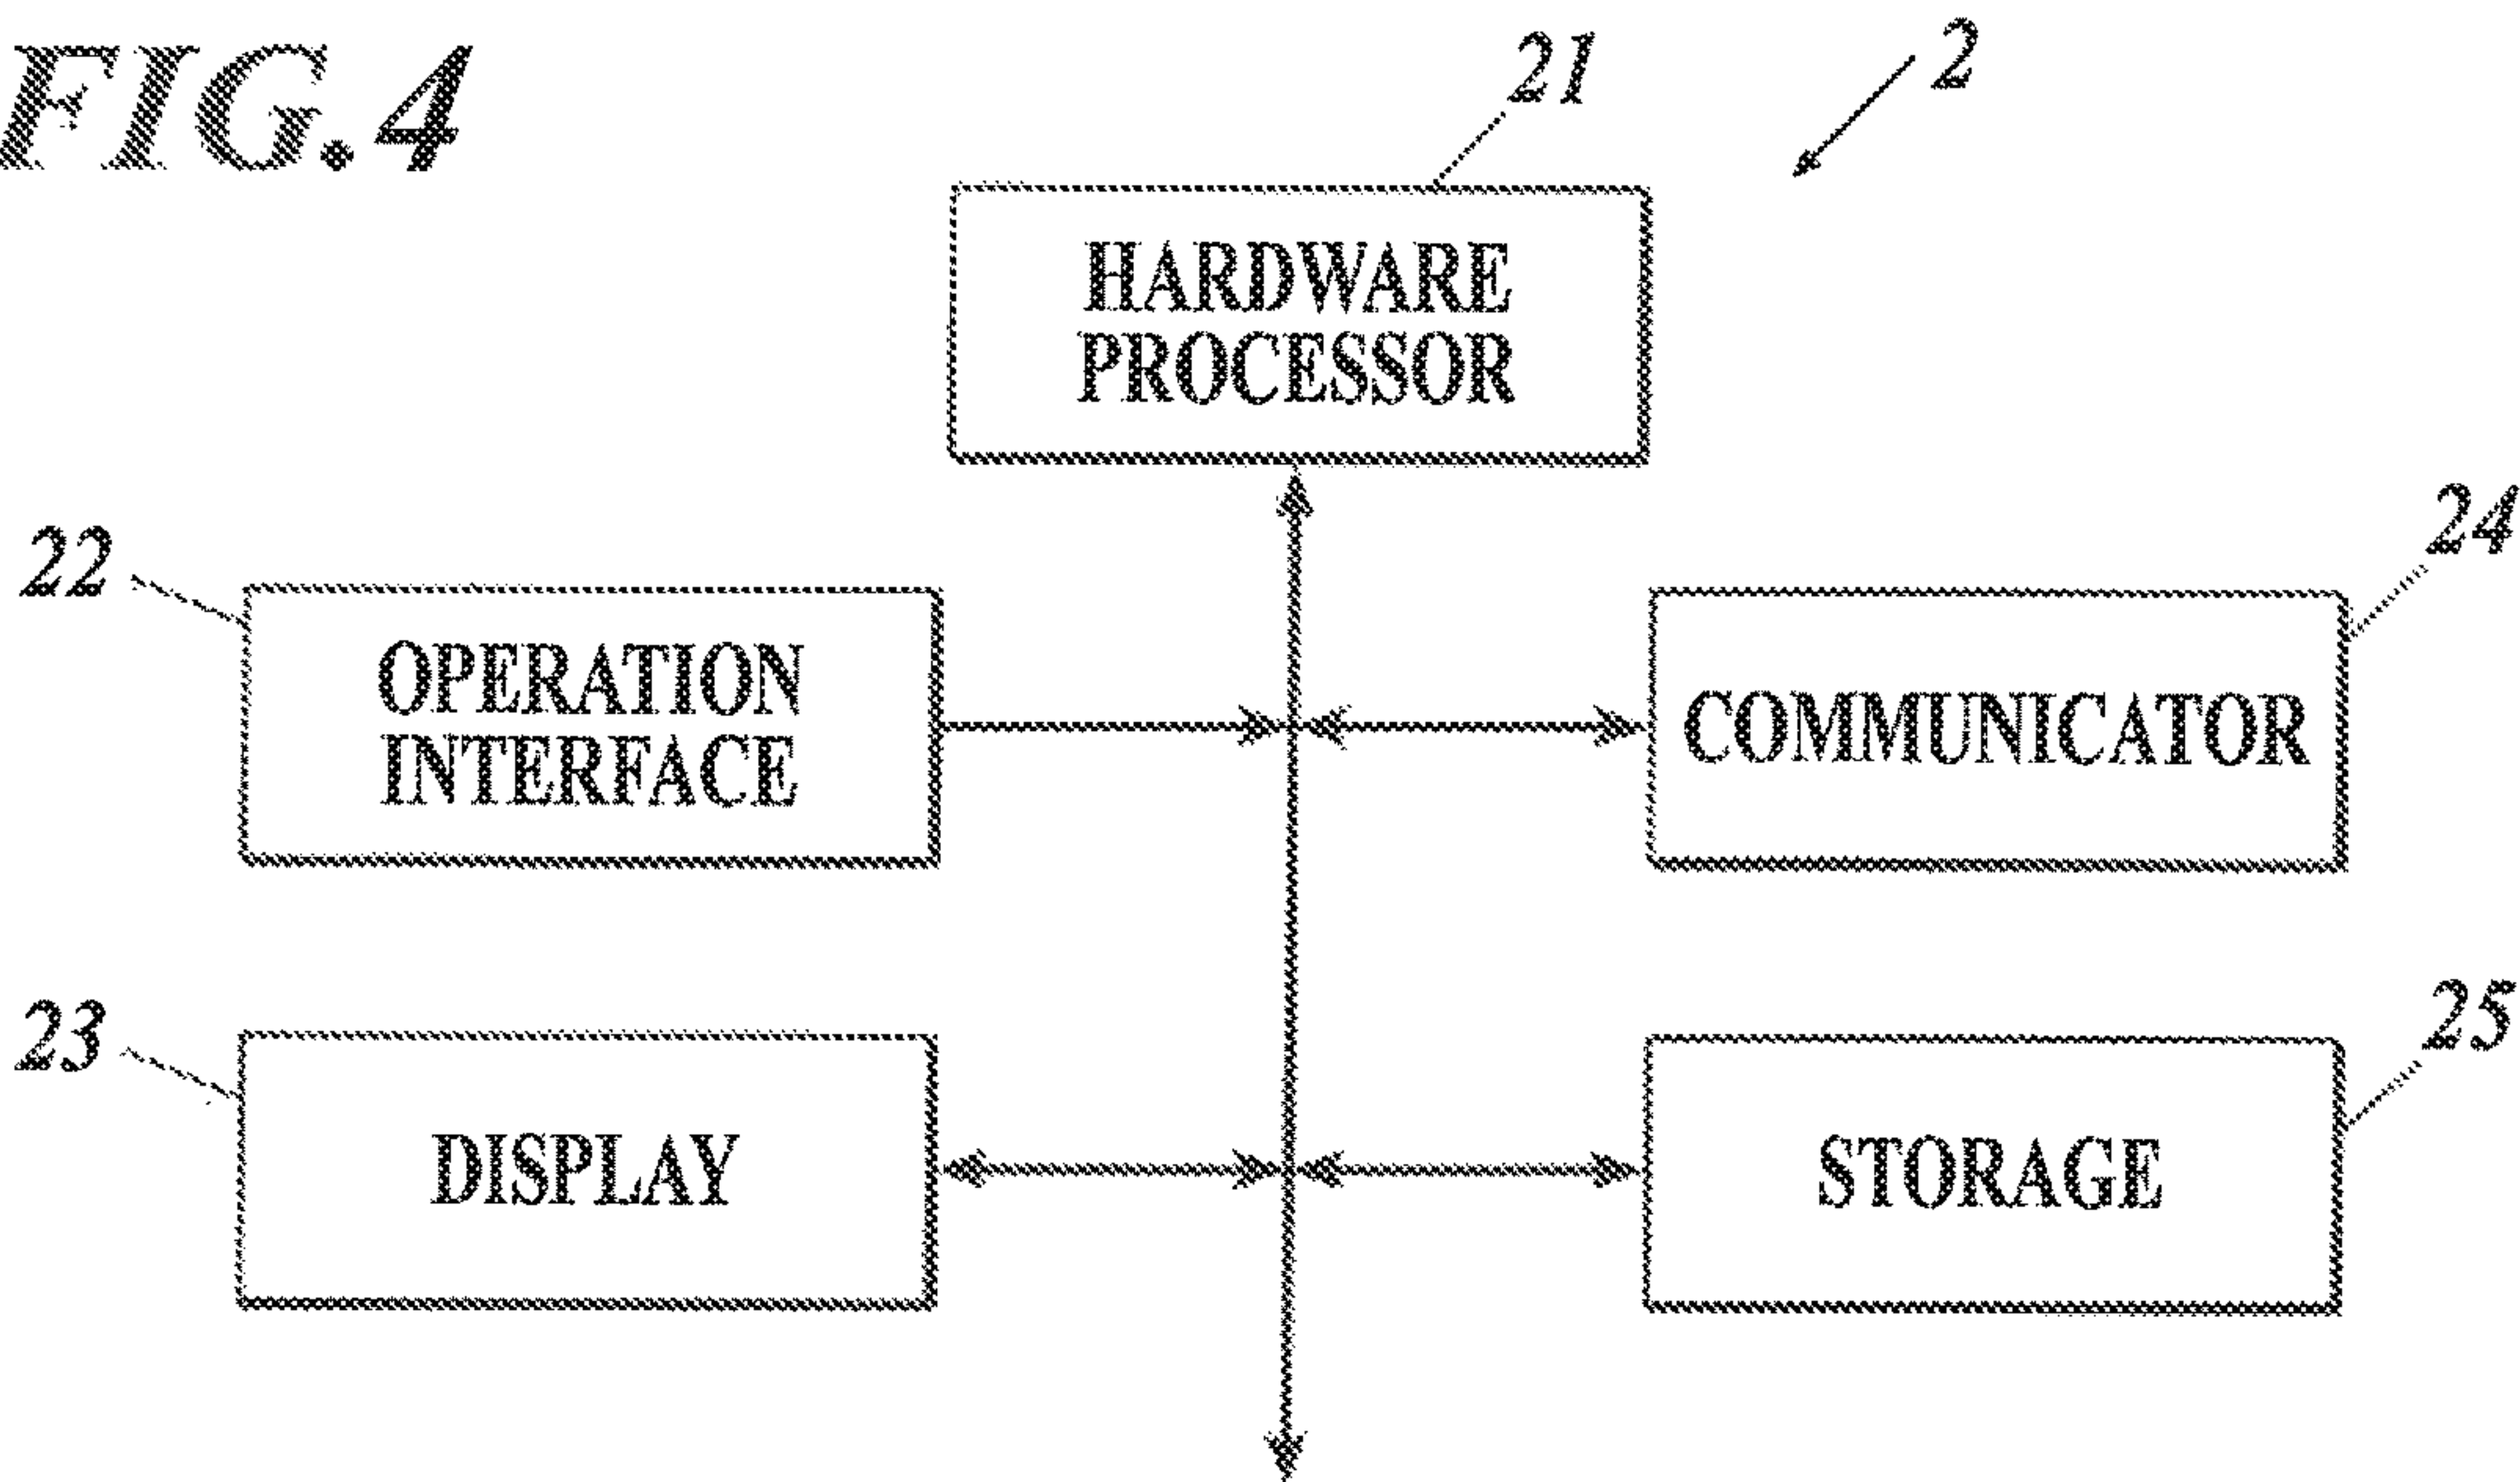 FIG.4
21
2
HARDWARE
PROCESSOR
22
OPERATION
INTERFACE
24
COMMUNICATOR
23
DISPLAY
25
STORAGE